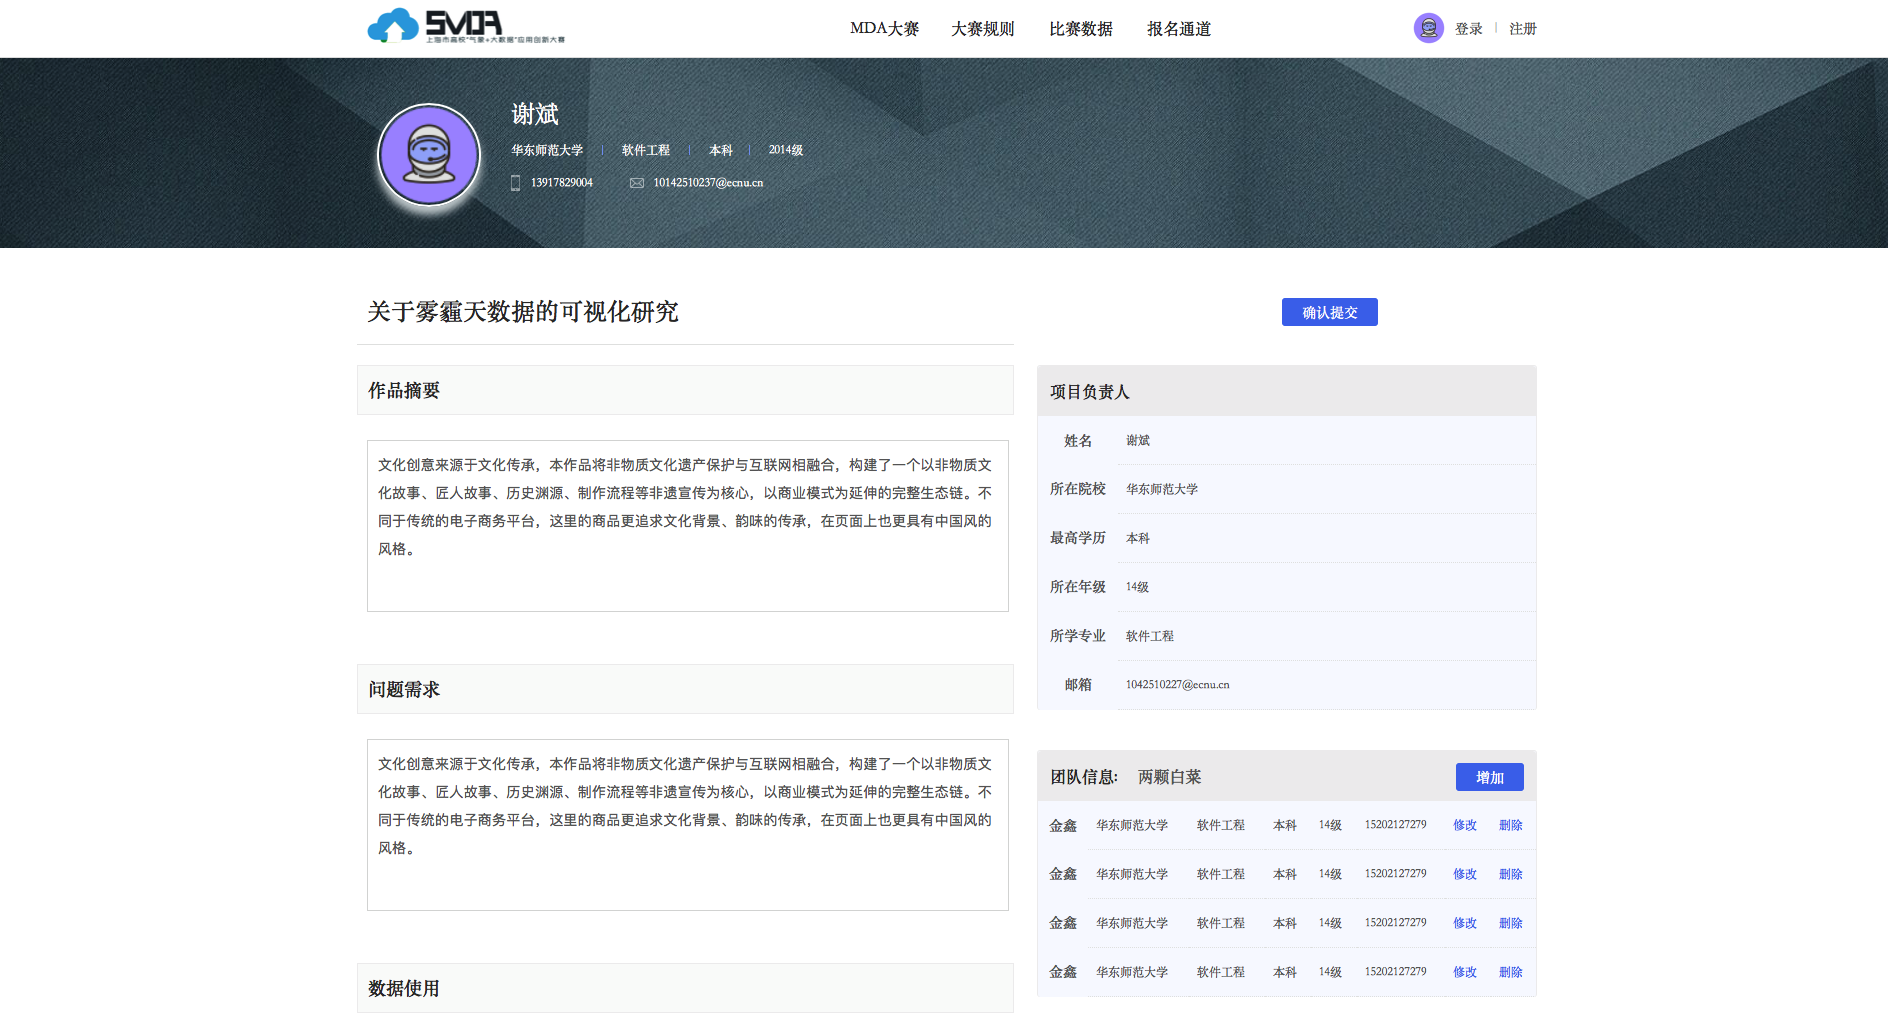 SMDA
上海市高校"气象+大数据"应用创新大赛
MDA大赛 大赛规则 比赛数据 报名通道
登录 | 注册
谢斌
华东师范大学 | 软件工程 | 本科 | 2014级
13917829004 10142510237@ecnu.cn
关于雾霾天数据的可视化研究
确认提交
作品摘要
文化创意来源于文化传承，本作品将非物质文化遗产保护与互联网相融合，构建了一个以非物质文
化故事、匠人故事、历史渊源、制作流程等非遗宣传为核心，以商业模式为延伸的完整生态链。不
同于传统的电子商务平台，这里的商品更追求文化背景、韵味的传承，在页面上也更具有中国风的
风格。
问题需求
文化创意来源于文化传承，本作品将非物质文化遗产保护与互联网相融合，构建了一个以非物质文
化故事、匠人故事、历史渊源、制作流程等非遗宣传为核心，以商业模式为延伸的完整生态链。不
同于传统的电子商务平台，这里的商品更追求文化背景、韵味的传承，在页面上也更具有中国风的
风格。
数据使用
项目负责人
姓名 谢斌
所在院校 华东师范大学
最高学历 本科
所在年级 14级
所学专业 软件工程
邮箱 1042510227@ecnu.cn
团队信息: 两颗白菜 增加
金鑫 华东师范大学 软件工程 本科 14级 15202127279 修改 删除
金鑫 华东师范大学 软件工程 本科 14级 15202127279 修改 删除
金鑫 华东师范大学 软件工程 本科 14级 15202127279 修改 删除
金鑫 华东师范大学 软件工程 本科 14级 15202127279 修改 删除